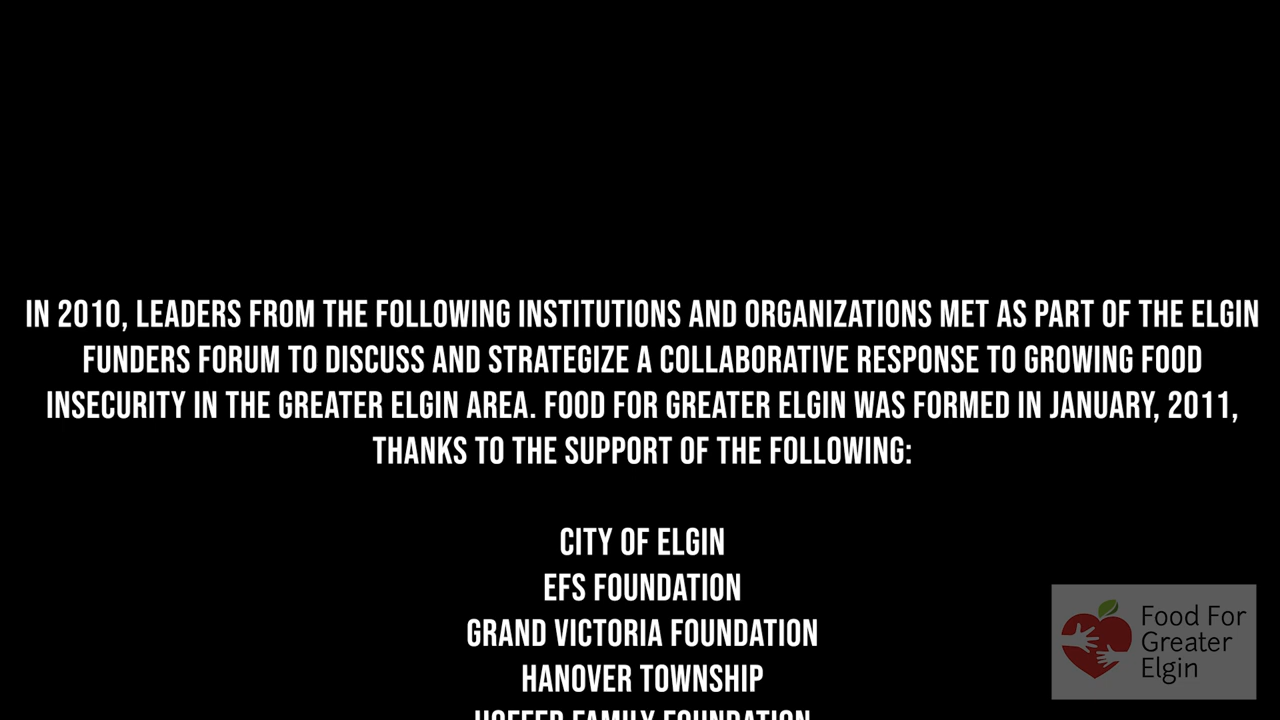 IN 2010, LEADERS FROM THE FOLLOWING INSTITUTIONS AND ORGANIZATIONS MET AS PART OF THE ELGIN
FUNDERS FORUM TO DISCUSS AND STRATEGIZE A COLLABORATIVE RESPONSE TO GROWING FOOD
INSECURITY IN THE GREATER ELGIN AREA. FOOD FOR GREATER ELGIN WAS FORMED IN JANUARY, 2011,
THANKS TO THE SUPPORT OF THE FOLLOWING:
CITY OF ELGIN
EFS FOUNDATION
GRAND VICTORIA FOUNDATION
HANOVER TOWNSHIP
HOFFER FAMILY FOUNDATION
Food For
Greater
Elgin